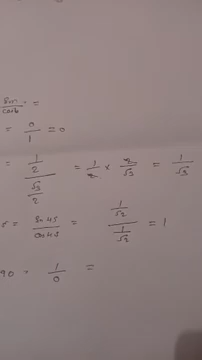 sin/cosθ =
= 0/1 = 0
= (1/2)/(√3/2) = 1/2 × 2/√3 = 1/√3
= sin 45/cos 45 = (1/√2)/(1/√2) = 1
90 = 1/0 =